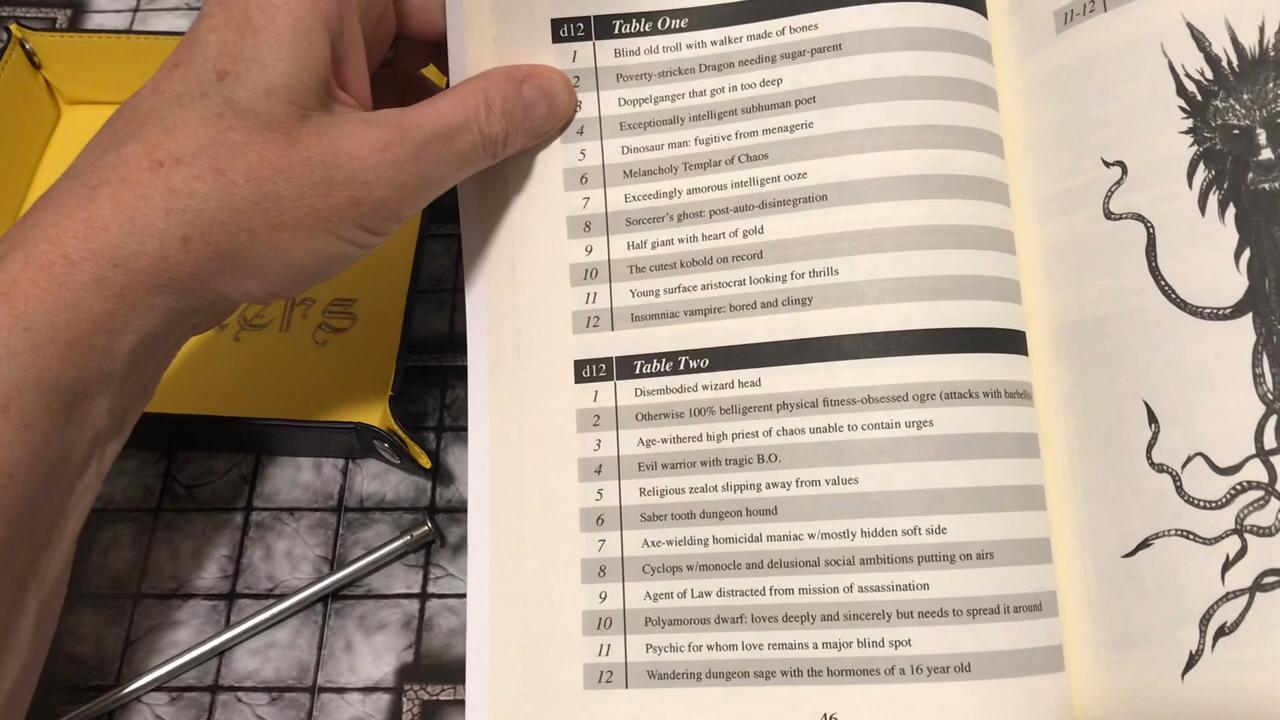 d12 Table One
1 Blind old troll with walker made of bones
2 Poverty-stricken Dragon needing sugar-parent
3 Doppelganger that got in too deep
4 Exceptionally intelligent subhuman poet
5 Dinosaur man: fugitive from menagerie
6 Melancholy Templar of Chaos
7 Exceedingly amorous intelligent ooze
8 Sorcerer's ghost: post-auto-disintegration
9 Half giant with heart of gold
10 The cutest kobold on record
11 Young surface aristocrat looking for thrills
12 Insomniac vampire: bored and clingy
d12 Table Two
1 Disembodied wizard head
2 Otherwise 100% belligerent physical fitness-obsessed ogre (attacks with barbells)
3 Age-withered high priest of chaos unable to contain urges
4 Evil warrior with tragic B.O.
5 Religious zealot slipping away from values
6 Saber tooth dungeon hound
7 Axe-wielding homicidal maniac w/mostly hidden soft side
8 Cyclops w/monocle and delusional social ambitions putting on airs
9 Agent of Law distracted from mission of assassination
10 Polyamorous dwarf: loves deeply and sincerely but needs to spread it around
11 Psychic for whom love remains a major blind spot
12 Wandering dungeon sage with the hormones of a 16 year old
46
11-12